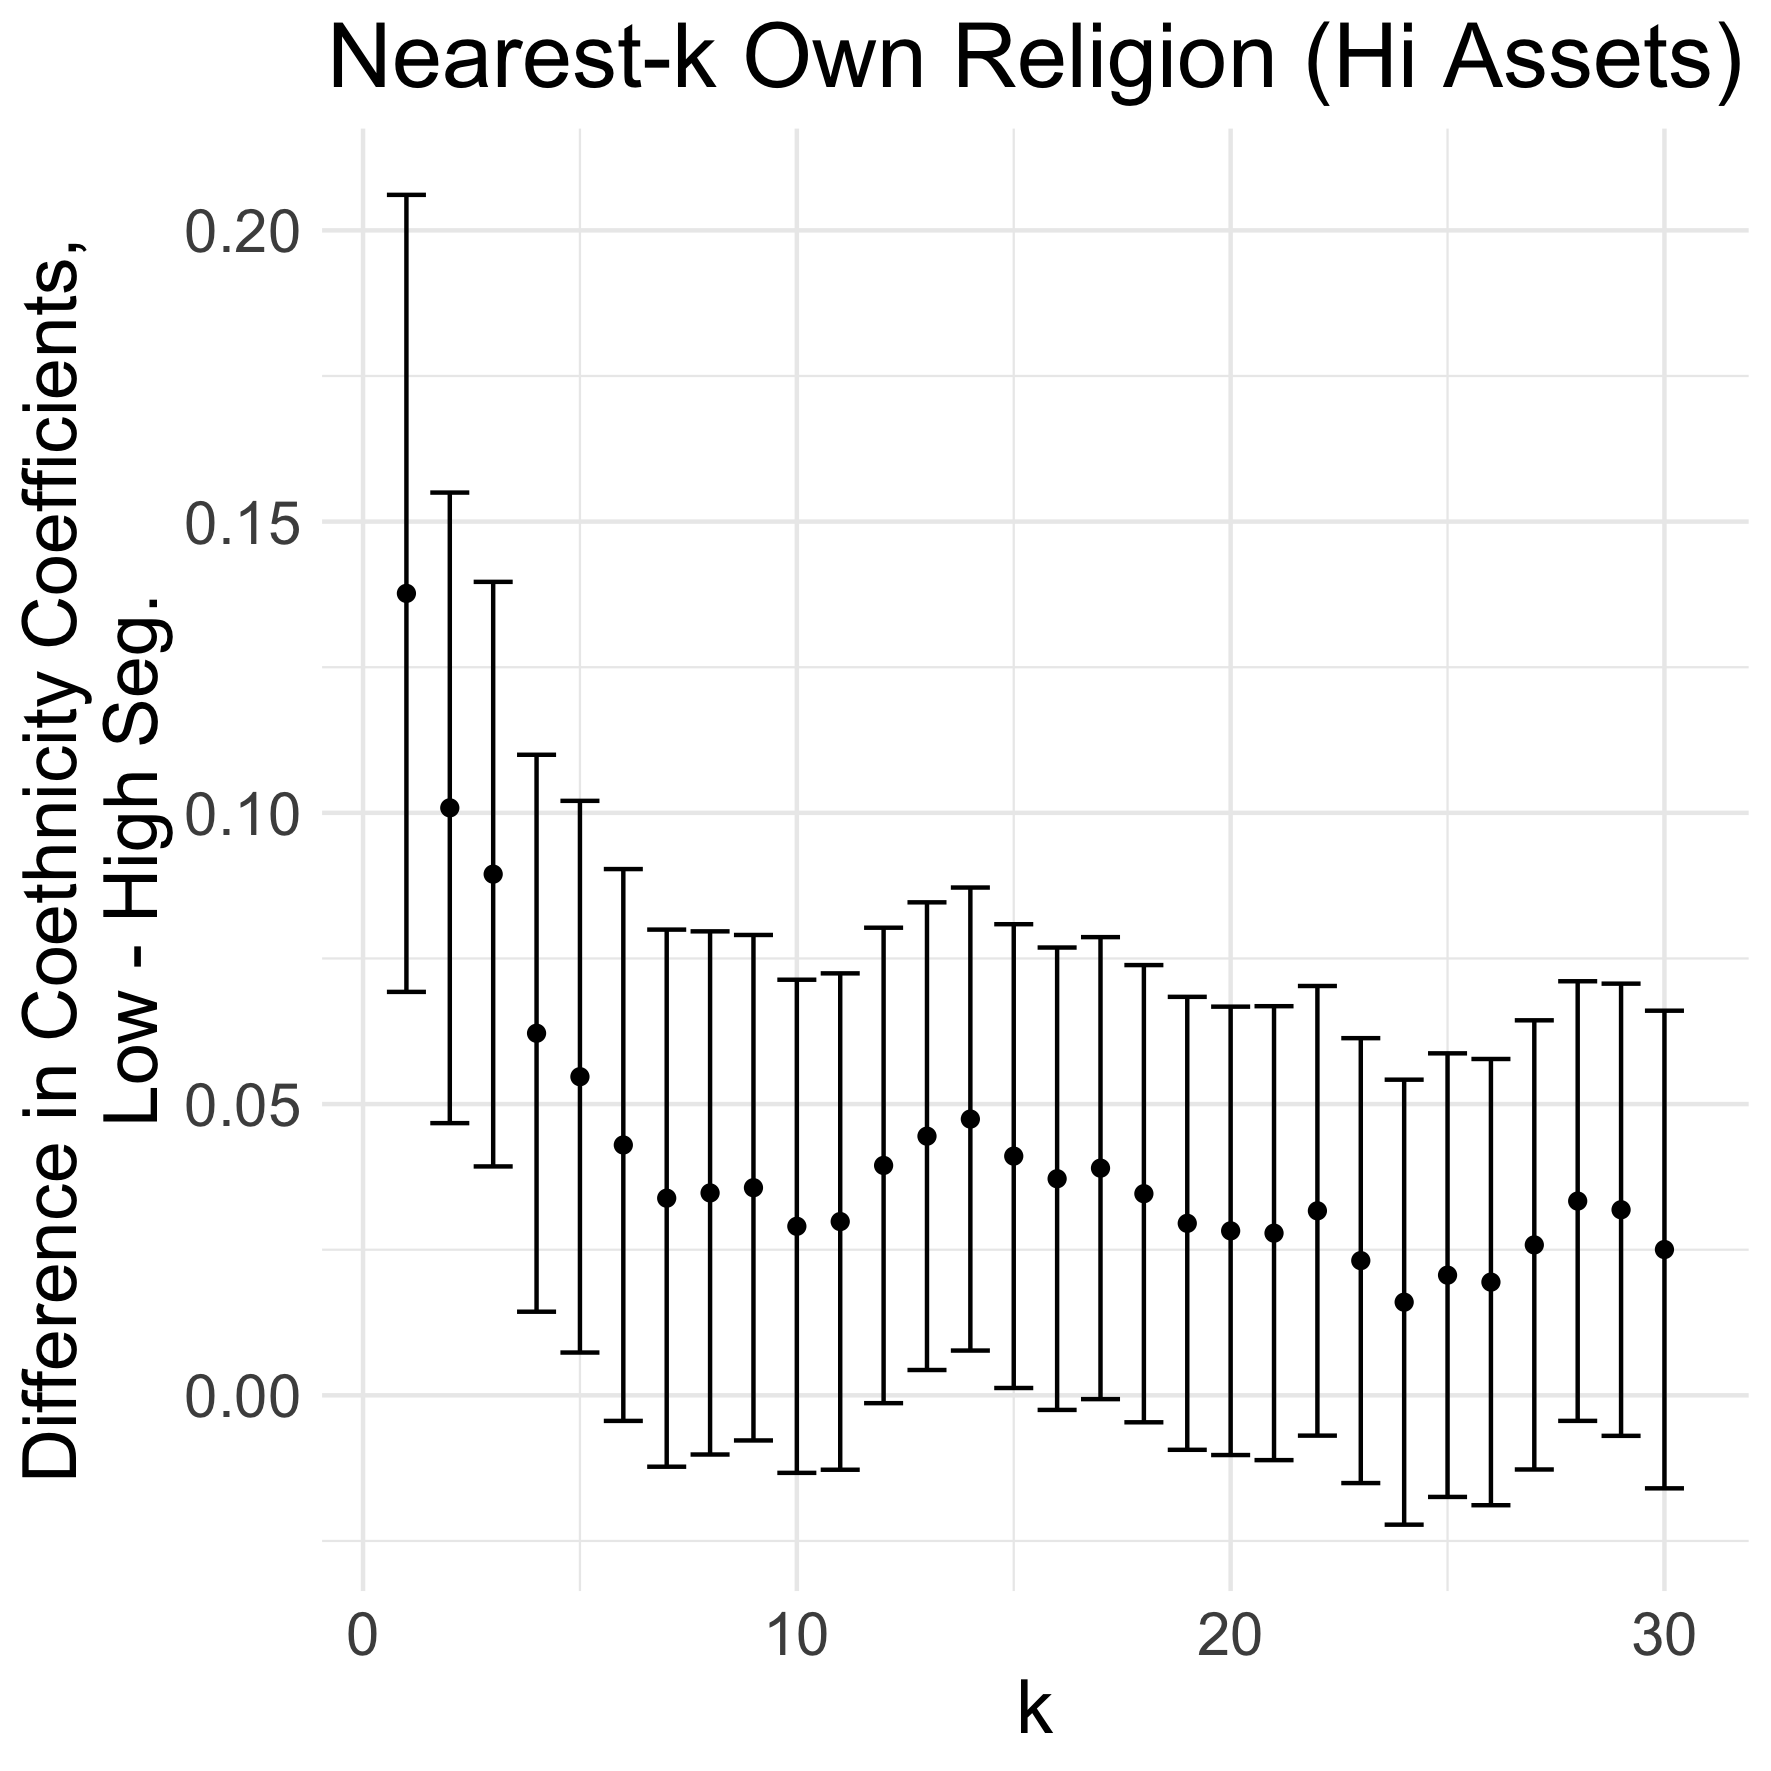 Nearest-k Own Religion (Hi Assets)
Difference in Coethnicity Coefficients,
Low - High Seg.
0.20
0.15
0.10
0.05
0.00
0
10
20
30
k